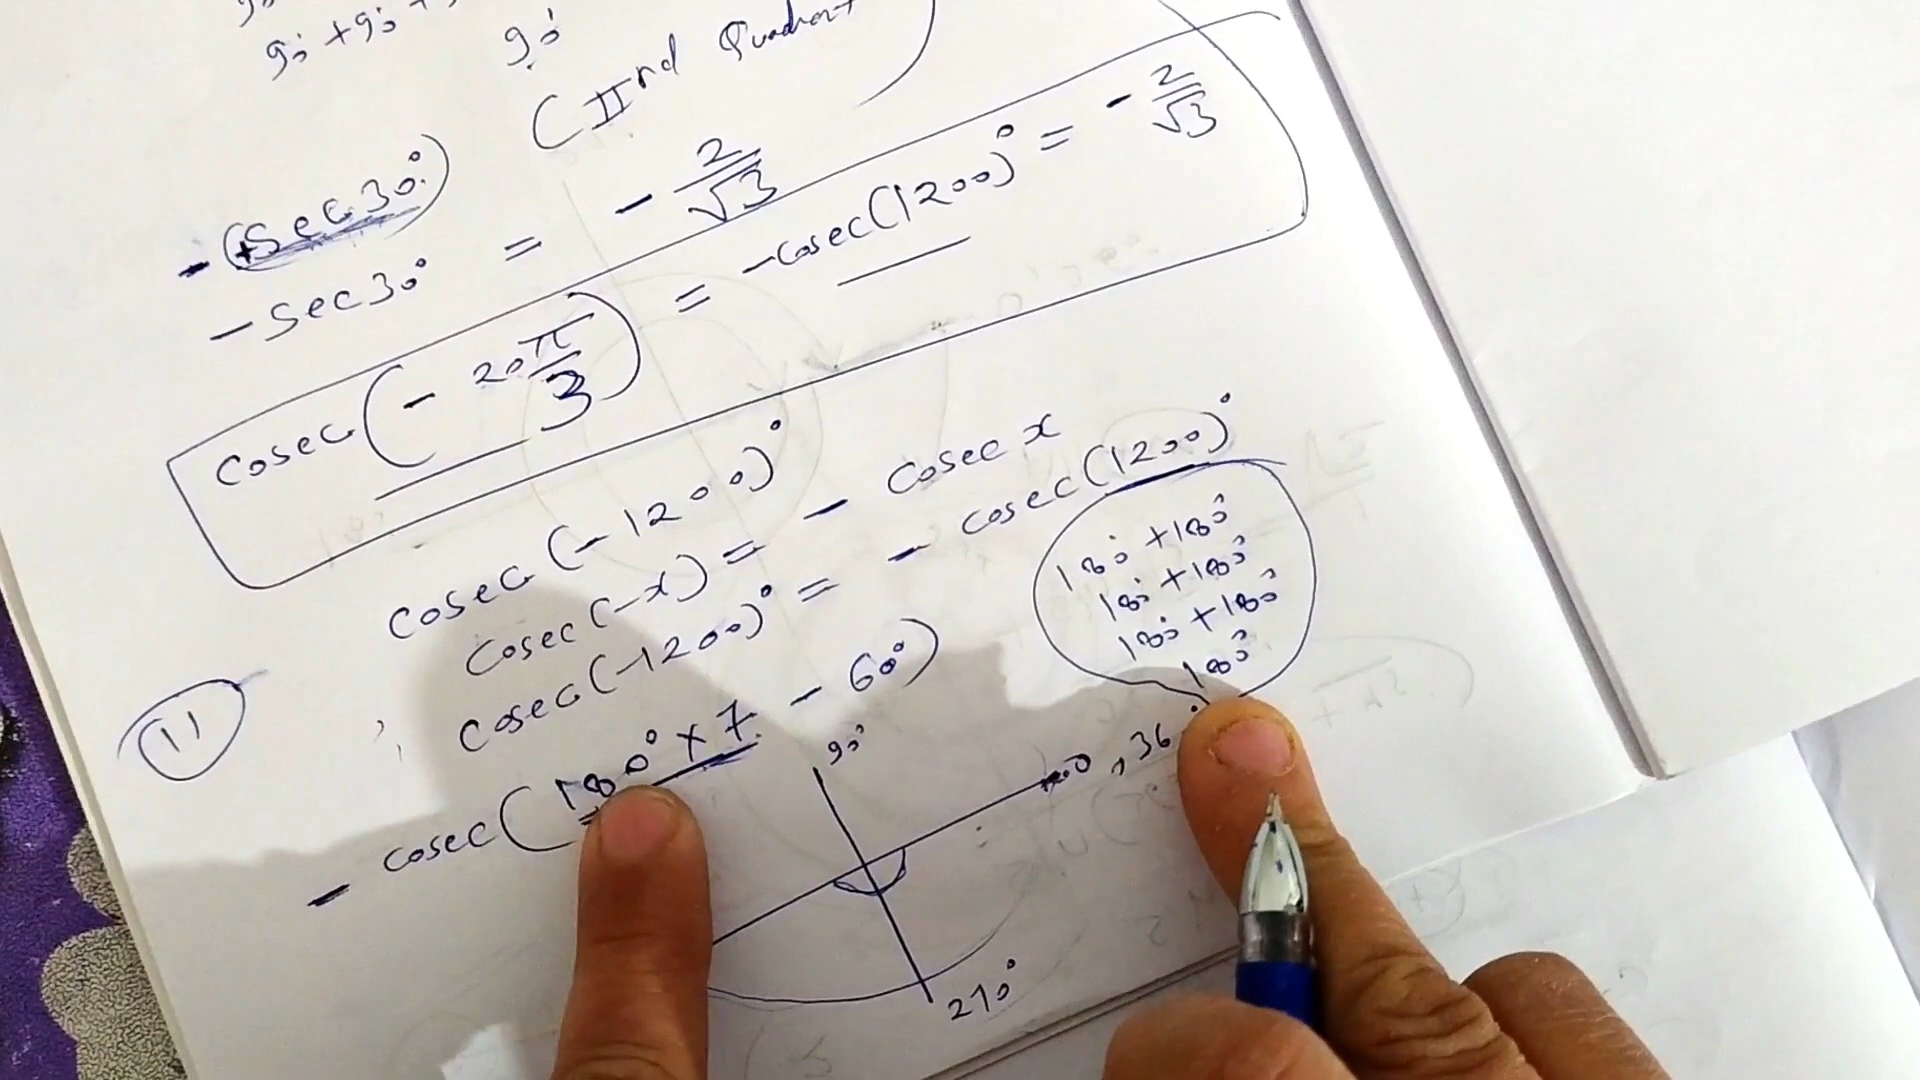 90° + 90° +
90°
(IInd Quadrant
- (+sec30°)
- sec30° = - 2/√3
cosec(- 20π/3) = - cosec(1200)° = - 2/√3
cosec(-1200)°
cosec(-x) = - cosec x
11
cosec(-1200)° = - cosec(1200)°
180° + 180°
180° + 180°
180° + 180°
180°
- cosec(180° × 7 - 60°)
90°
0, 36
270°